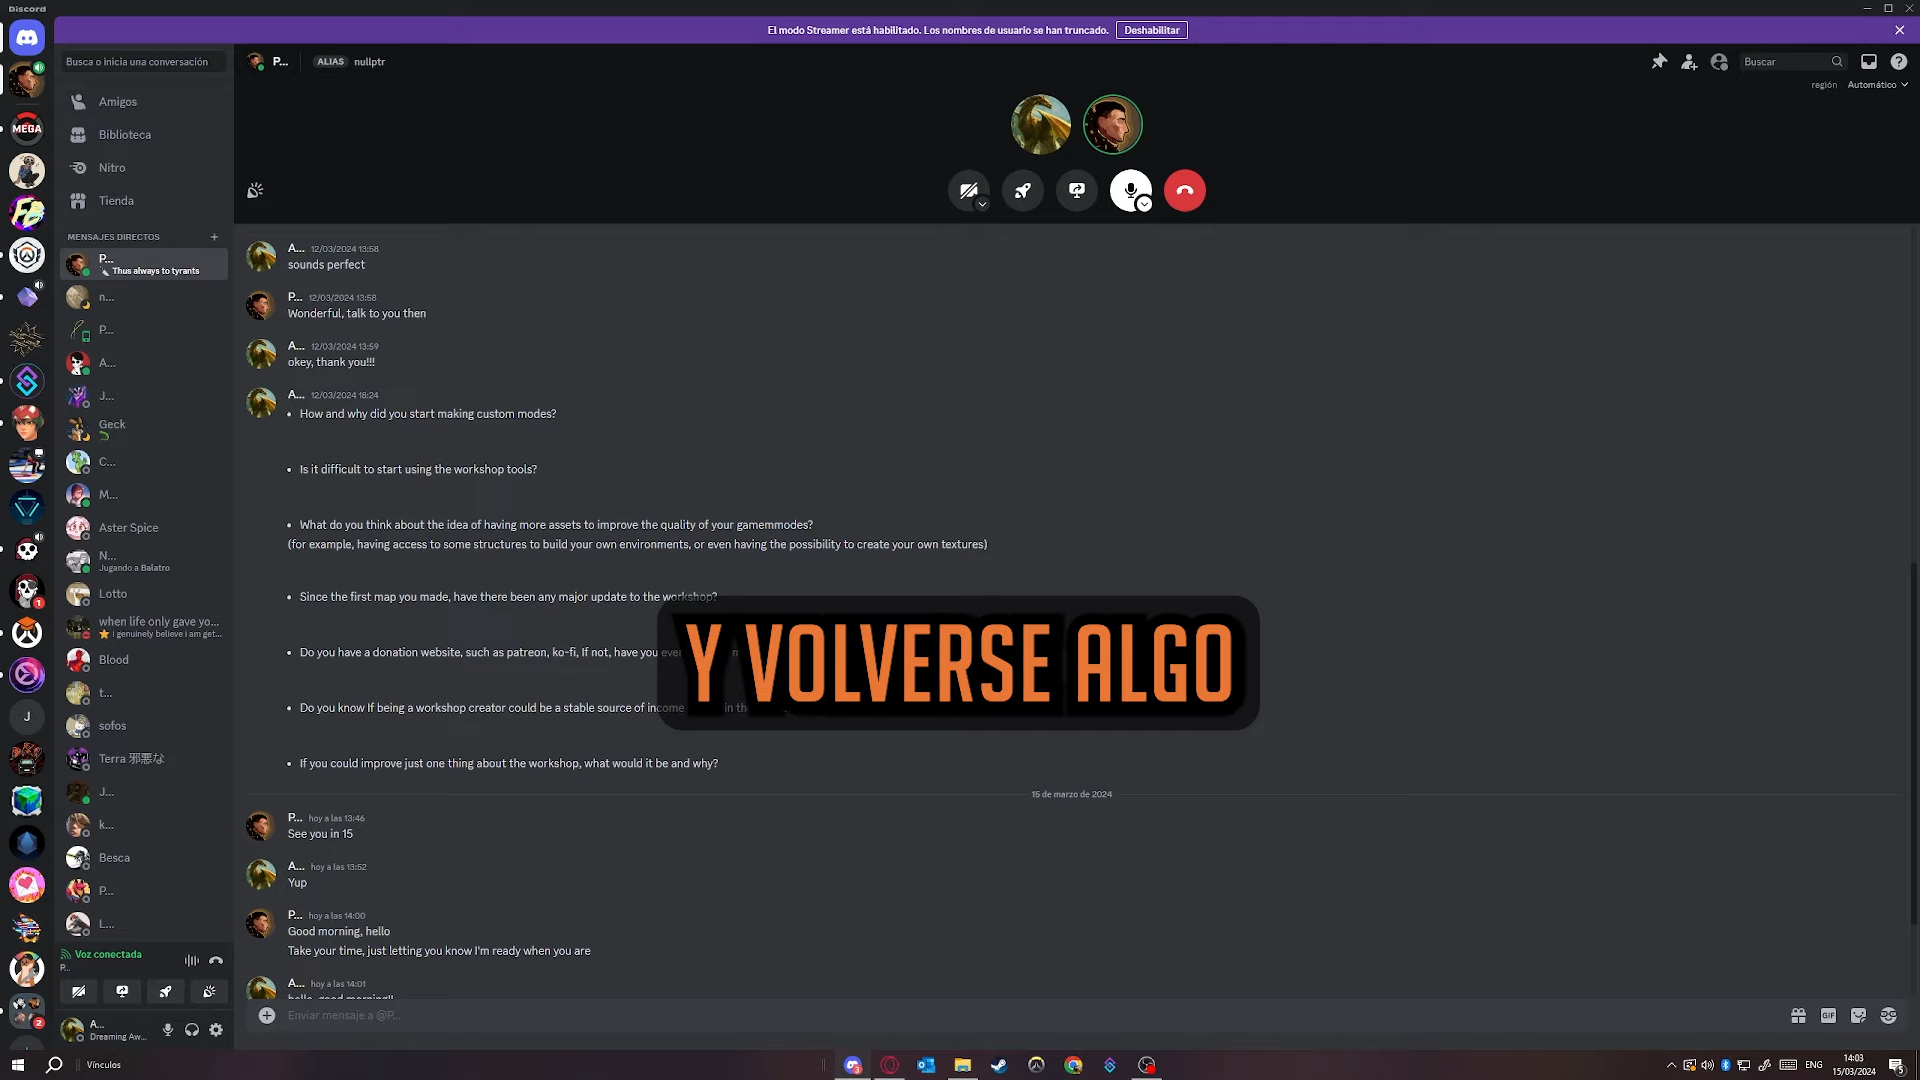 Discord
El modo Streamer está habilitado. Los nombres de usuario se han truncado. Deshabilitar
Busca o inicia una conversación
P... ALIAS nullptr
Buscar
región Automático
MEGA
Amigos
Biblioteca
Nitro
Tienda
MENSAJES DIRECTOS +
P...
Thus always to tyrants
n...
P...
A...
J...
Geck
C...
M...
Aster Spice
N...
Jugando a Balatro
Lotto
when life only gave yo...
i genuinely believe i am get...
Blood
t...
sofos
Terra 邪悪な
J...
k...
Besca
P...
L...
J
1
2
Voz conectada
P...
A...
Dreaming Aw...
A... 12/03/2024 13:58
sounds perfect
P... 12/03/2024 13:58
Wonderful, talk to you then
A... 12/03/2024 13:59
okey, thank you!!!
A... 12/03/2024 18:24
• How and why did you start making custom modes?
• Is it difficult to start using the workshop tools?
• What do you think about the idea of having more assets to improve the quality of your gamemmodes?
(for example, having access to some structures to build your own environments, or even having the possibility to create your own textures)
• Since the first map you made, have there been any major update to the workshop?
• Do you have a donation website, such as patreon, ko-fi, If not, have you
• Do you know If being a workshop creator could be a stable source of income in
• If you could improve just one thing about the workshop, what would it be and why?
Y VOLVERSE ALGO
15 de marzo de 2024
P... hoy a las 13:46
See you in 15
A... hoy a las 13:52
Yup
P... hoy a las 14:00
Good morning, hello
Take your time, just letting you know I'm ready when you are
A... hoy a las 14:01
hello, good morning!!
Enviar mensaje a @P...
GIF
Vínculos
ENG
14:03
15/03/2024